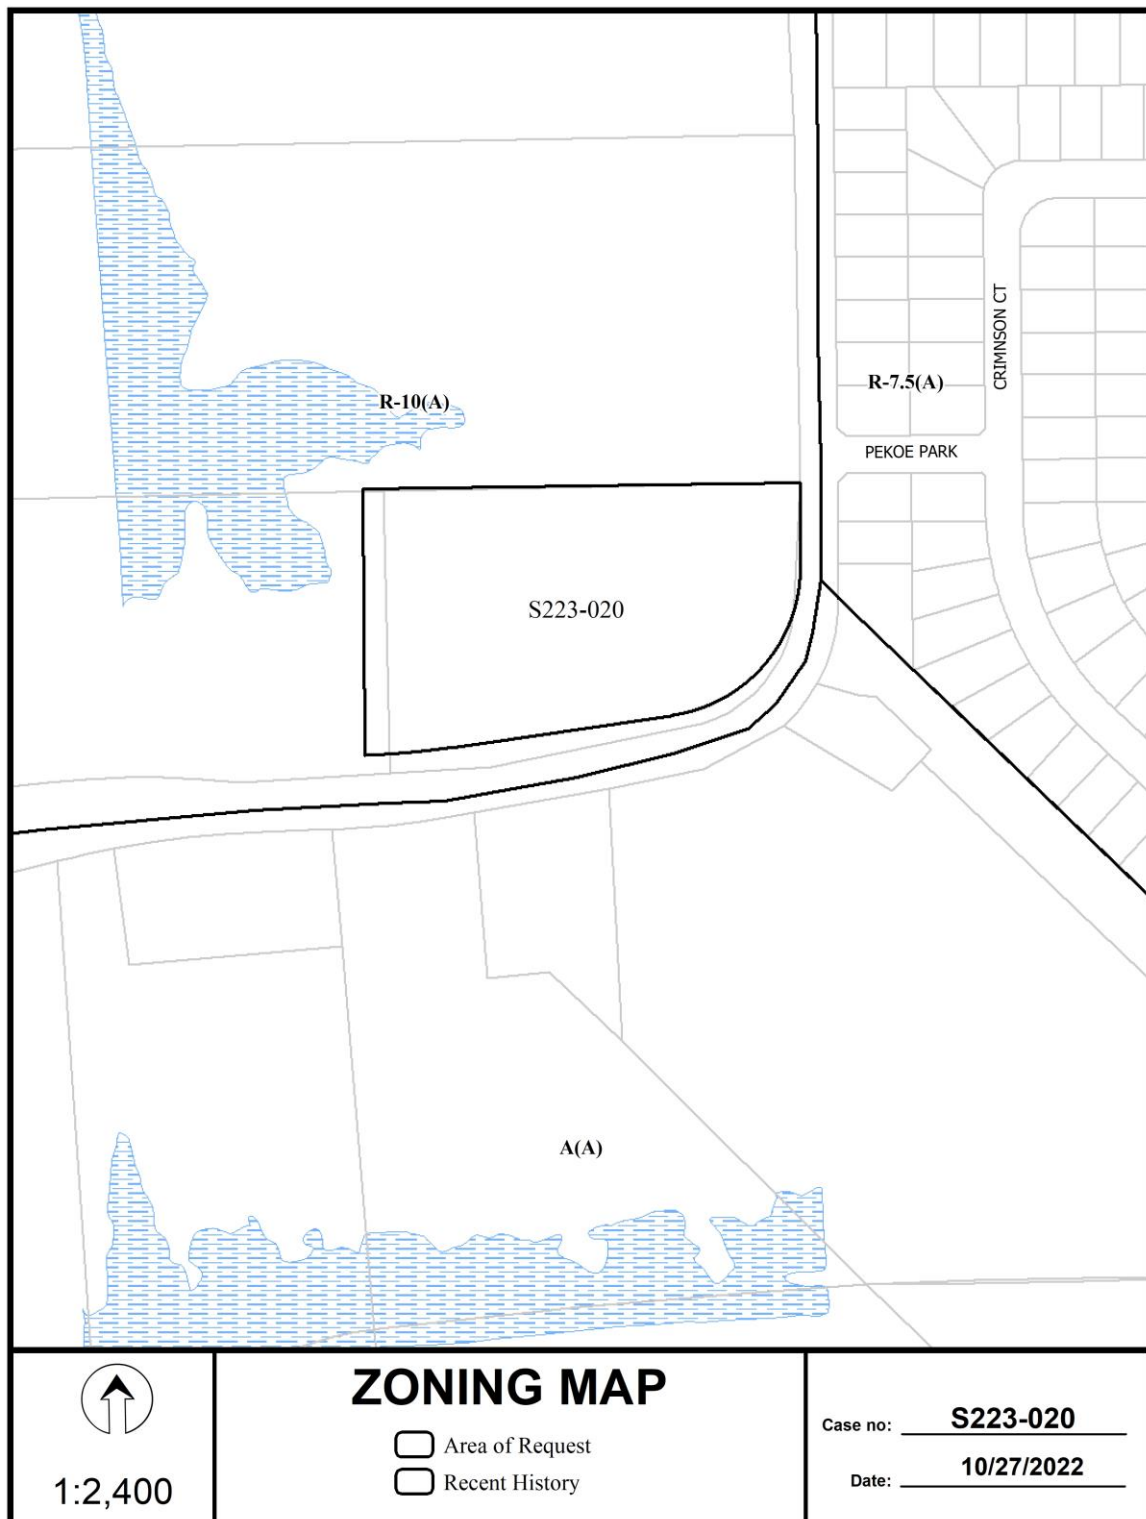 R-10(A)
R-7.5(A)
CRIMNSON CT
PEKOE PARK
S223-020
A(A)
1:2,400
ZONING MAP
Area of Request
Recent History
Case no: S223-020
Date: 10/27/2022